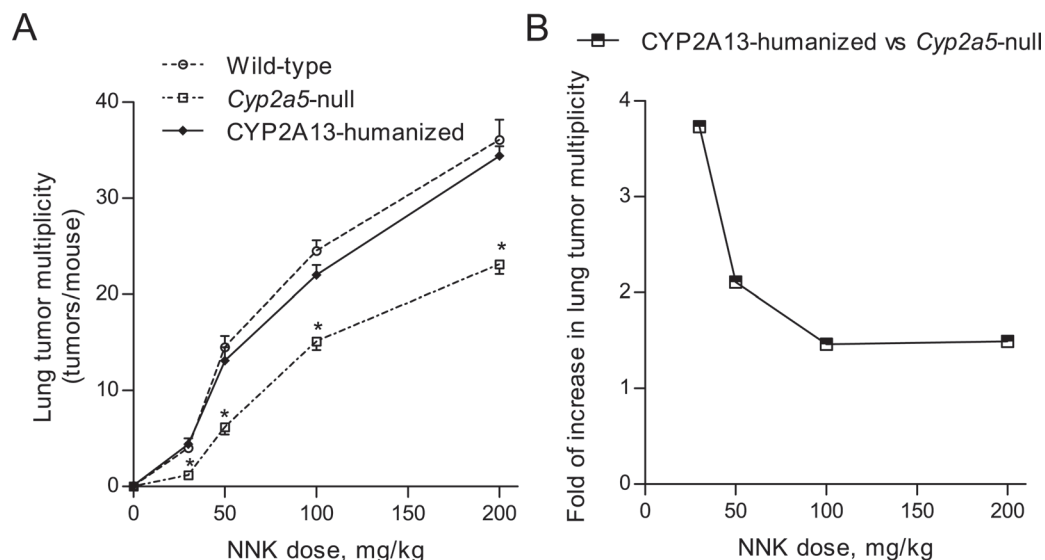 A
Wild-type
Cyp2a5-null
CYP2A13-humanized
Lung tumor multiplicity
(tumors/mouse)
40
30
20
10
0
*
*
*
*
0
50
100
150
200
NNK dose, mg/kg
B
CYP2A13-humanized vs Cyp2a5-null
Fold of increase in lung tumor multiplicity
4
3
2
1
0
0
50
100
150
200
NNK dose, mg/kg